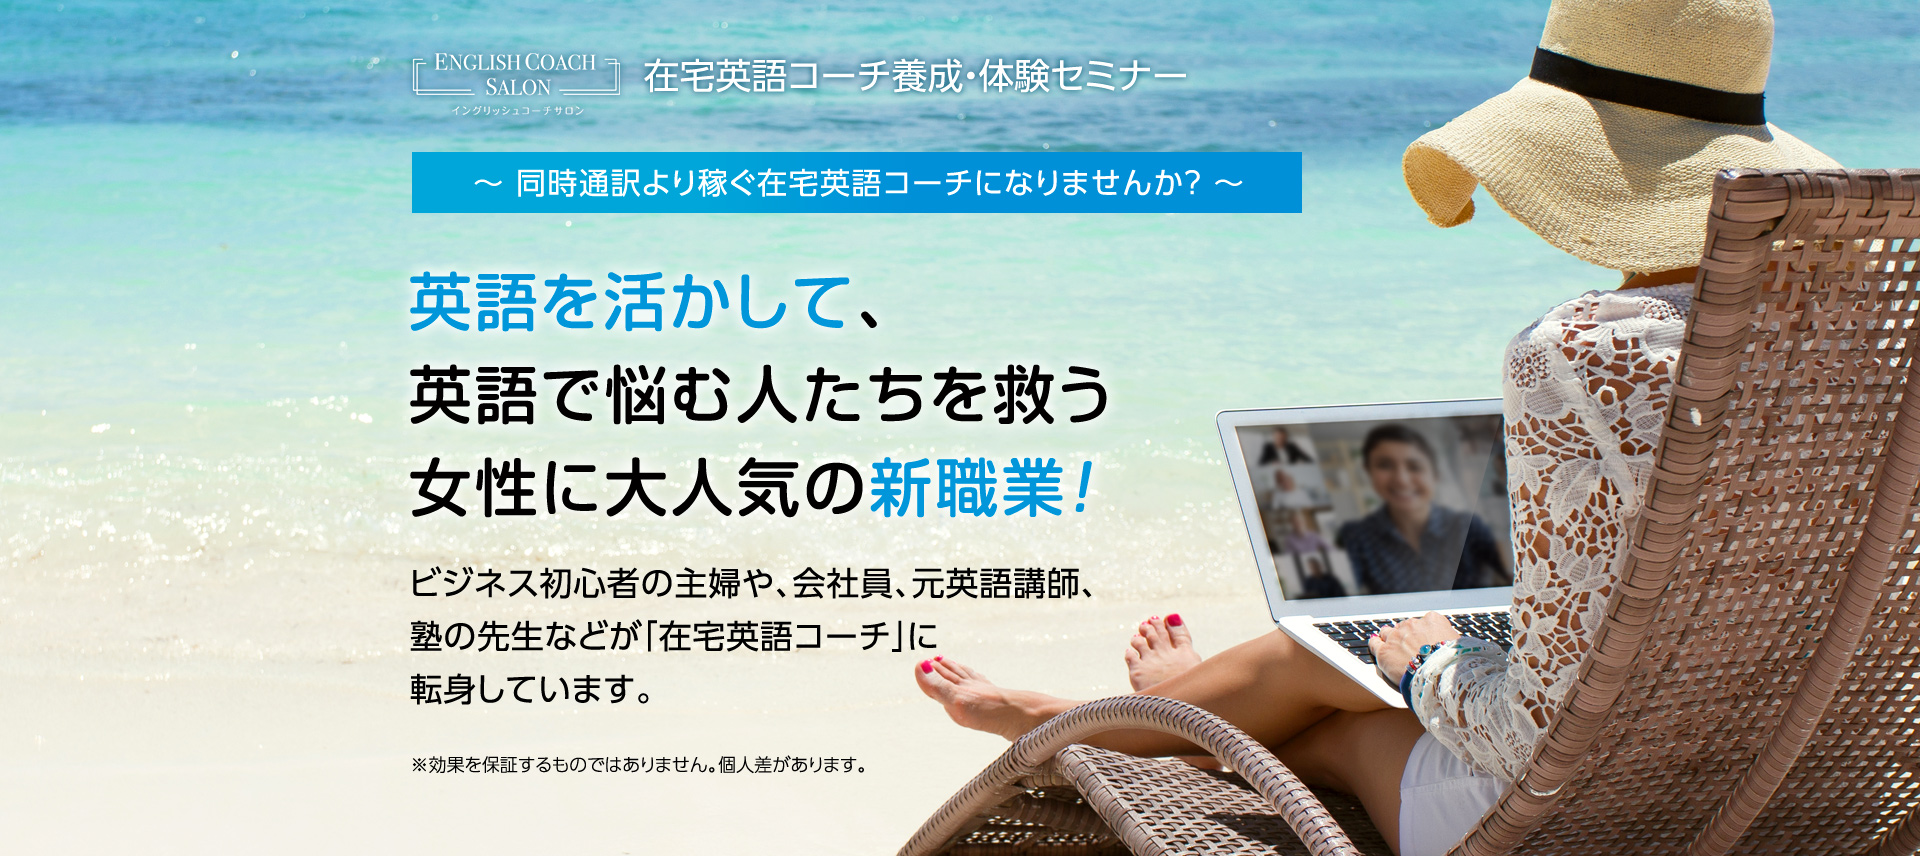 ENGLISH COACH
SALON
イングリッシュコーチサロン
在宅英語コーチ養成・体験セミナー
〜 同時通訳より稼ぐ在宅英語コーチになりませんか？ 〜
英語を活かして、
英語で悩む人たちを救う
女性に大人気の新職業！
ビジネス初心者の主婦や、会社員、元英語講師、
塾の先生などが「在宅英語コーチ」に
転身しています。
※効果を保証するものではありません。個人差があります。